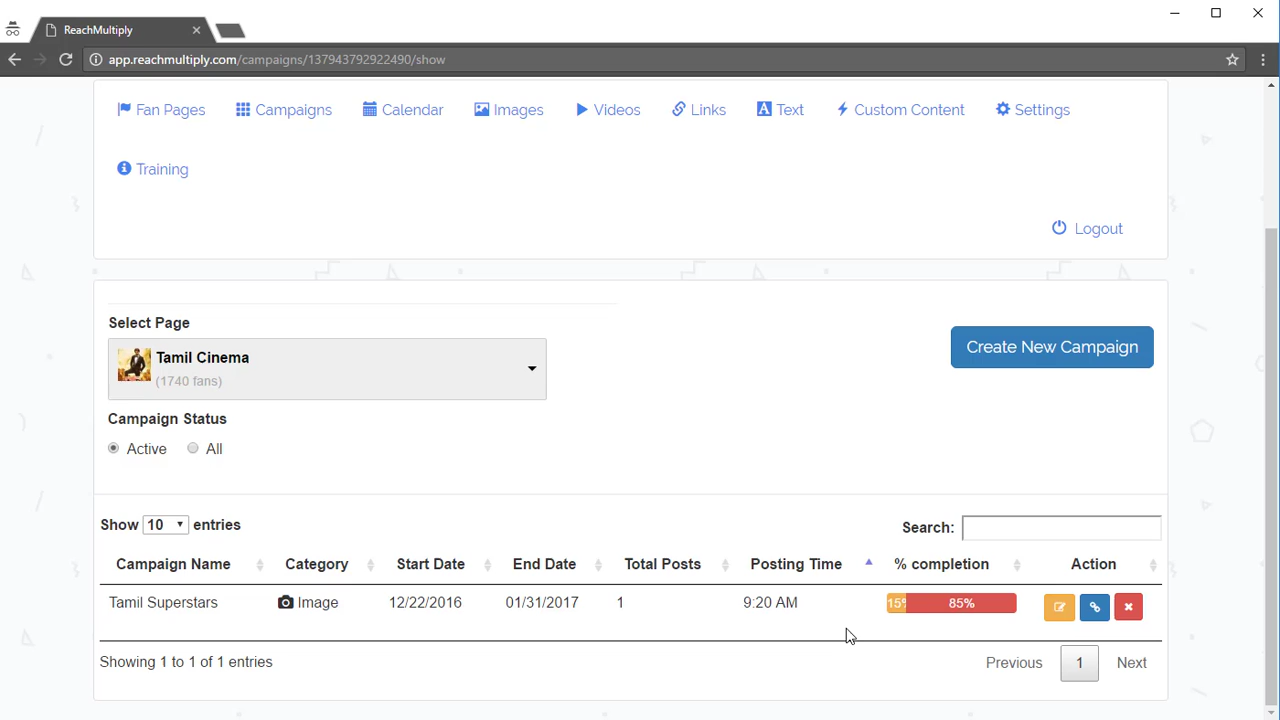 ReachMultiply
app.reachmultiply.com/campaigns/137943792922490/show
Fan Pages Campaigns Calendar Images Videos Links Text Custom Content Settings
Training
Logout
Select Page
Tamil Cinema
(1740 fans)
Create New Campaign
Campaign Status
Active All
Show 10 entries
Search:
Campaign Name Category Start Date End Date Total Posts Posting Time % completion Action
Tamil Superstars Image 12/22/2016 01/31/2017 1 9:20 AM 15% 85%
Showing 1 to 1 of 1 entries
Previous 1 Next